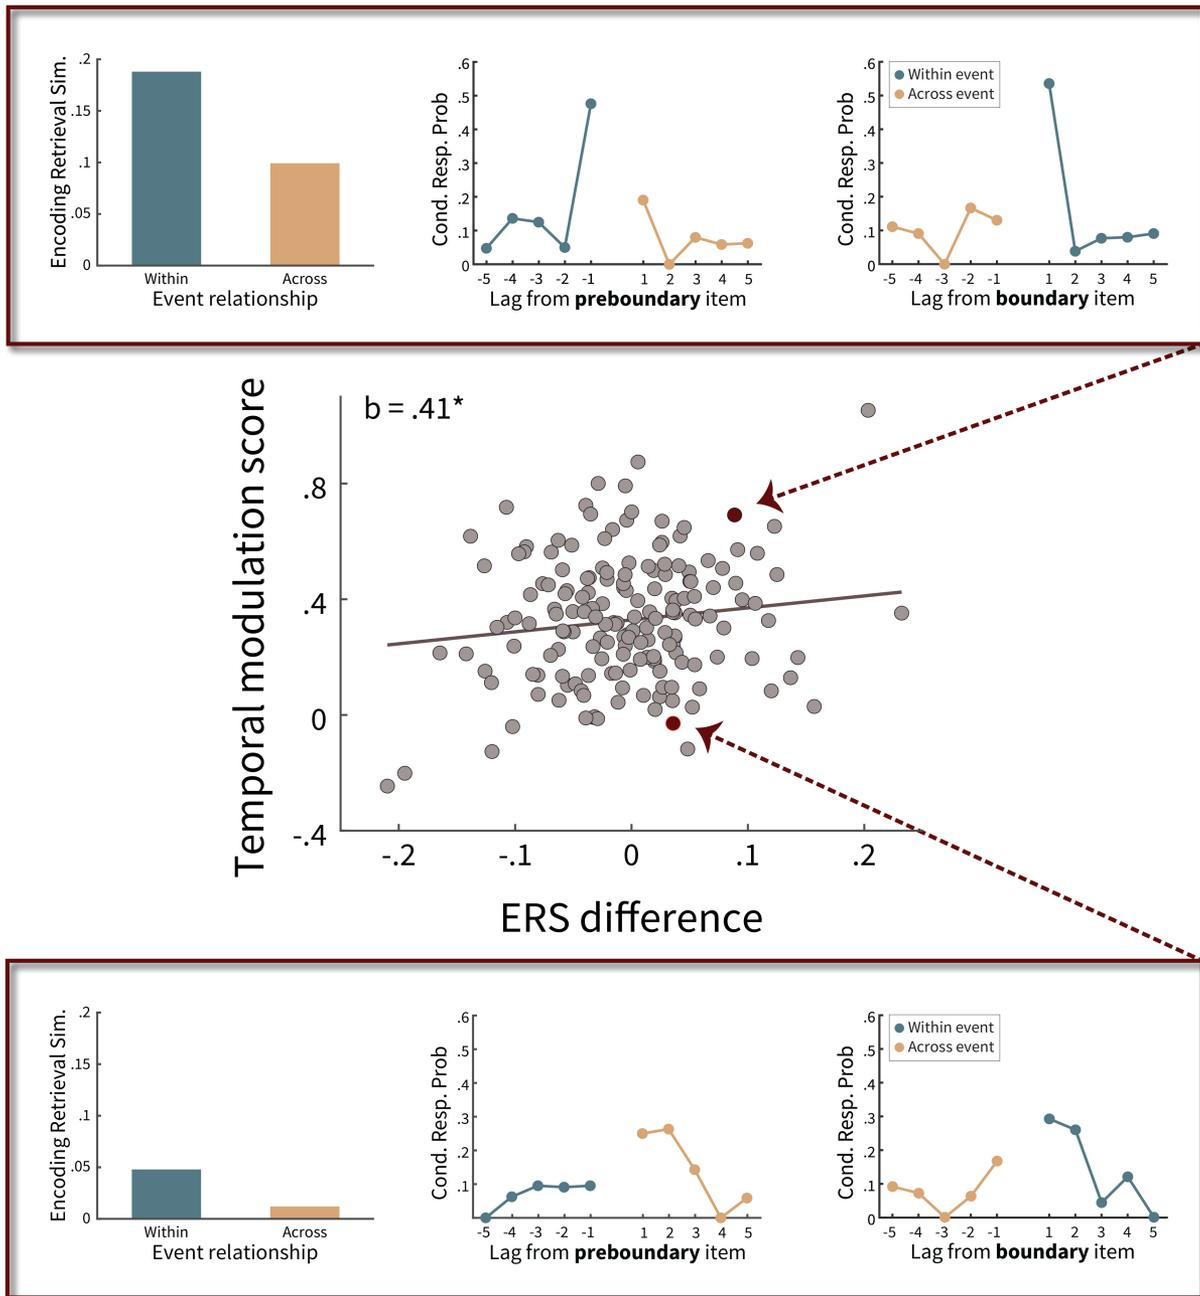 Encoding Retrieval Sim.
.2
.15
.1
.05
0
Within Across
Event relationship
Cond. Resp. Prob
.6
.5
.4
.3
.2
.1
0
-5 -4 -3 -2 -1 1 2 3 4 5
Lag from preboundary item
Cond. Resp. Prob
.6
.5
.4
.3
.2
.1
0
Within event
Across event
-5 -4 -3 -2 -1 1 2 3 4 5
Lag from boundary item
Temporal modulation score
b = .41*
.8
.4
0
-.4
-.2 -.1 0 .1 .2
ERS difference
Encoding Retrieval Sim.
.2
.15
.1
.05
0
Within Across
Event relationship
Cond. Resp. Prob
.6
.5
.4
.3
.2
.1
-5 -4 -3 -2 -1 1 2 3 4 5
Lag from preboundary item
Cond. Resp. Prob
.6
.5
.4
.3
.2
.1
0
Within event
Across event
-5 -4 -3 -2 -1 1 2 3 4 5
Lag from boundary item